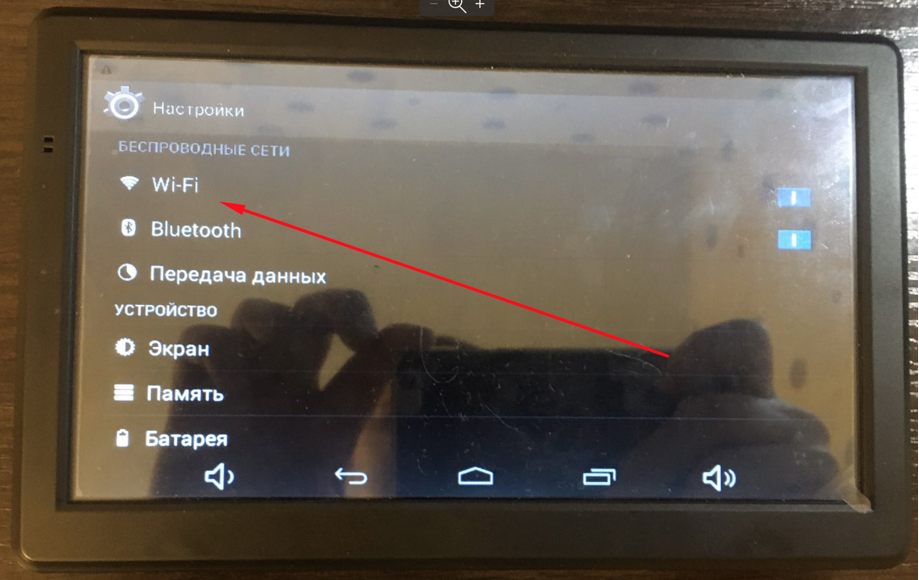 Настройки
БЕСПРОВОДНЫЕ СЕТИ
Wi-Fi
Bluetooth
Передача данных
УСТРОЙСТВО
Экран
Память
Батарея